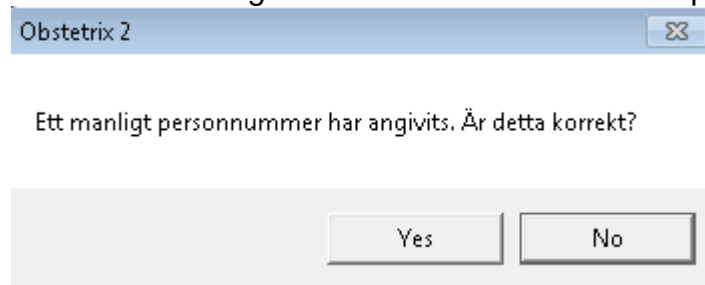 Obstetrix 2
Ett manligt personnummer har angivits. Är detta korrekt?
Yes No